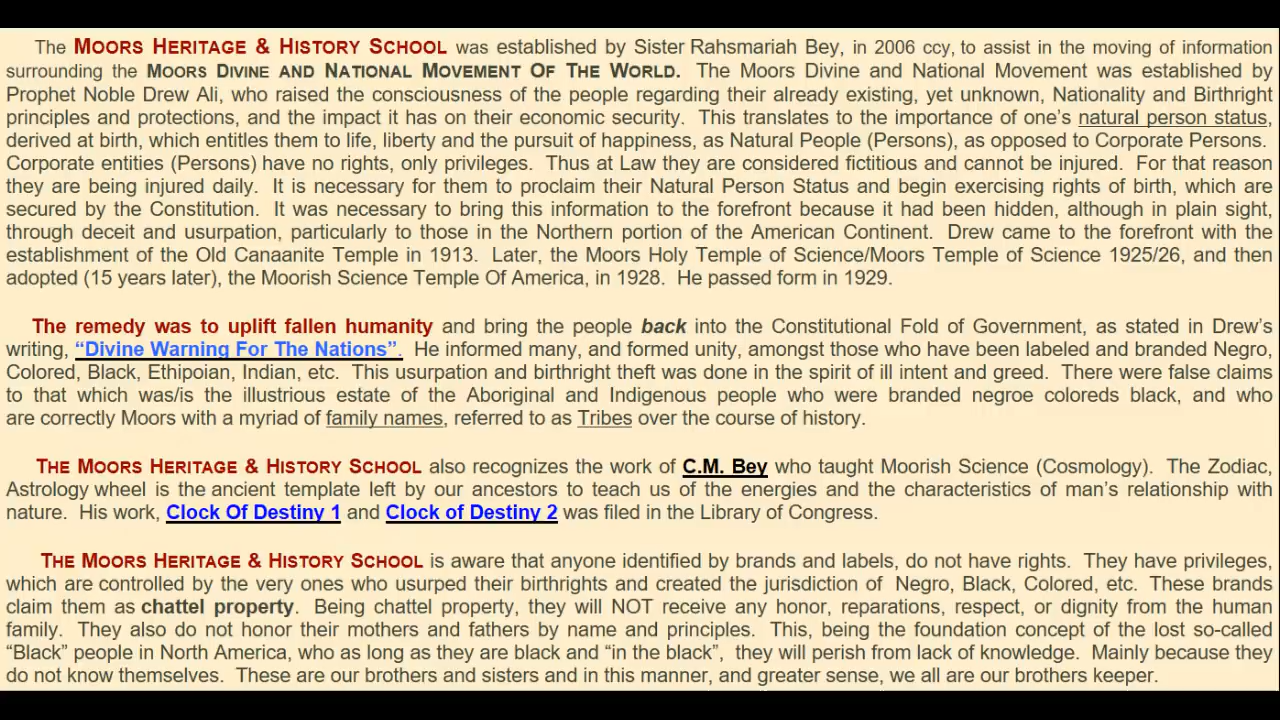 The MOORS HERITAGE & HISTORY SCHOOL was established by Sister Rahsmariah Bey, in 2006 ccy, to assist in the moving of information
surrounding the MOORS DIVINE AND NATIONAL MOVEMENT OF THE WORLD. The Moors Divine and National Movement was established by
Prophet Noble Drew Ali, who raised the consciousness of the people regarding their already existing, yet unknown, Nationality and Birthright
principles and protections, and the impact it has on their economic security. This translates to the importance of one's natural person status,
derived at birth, which entitles them to life, liberty and the pursuit of happiness, as Natural People (Persons), as opposed to Corporate Persons.
Corporate entities (Persons) have no rights, only privileges. Thus at Law they are considered fictitious and cannot be injured. For that reason
they are being injured daily. It is necessary for them to proclaim their Natural Person Status and begin exercising rights of birth, which are
secured by the Constitution. It was necessary to bring this information to the forefront because it had been hidden, although in plain sight,
through deceit and usurpation, particularly to those in the Northern portion of the American Continent. Drew came to the forefront with the
establishment of the Old Canaanite Temple in 1913. Later, the Moors Holy Temple of Science/Moors Temple of Science 1925/26, and then
adopted (15 years later), the Moorish Science Temple Of America, in 1928. He passed form in 1929.
The remedy was to uplift fallen humanity and bring the people back into the Constitutional Fold of Government, as stated in Drew's
writing, "Divine Warning For The Nations". He informed many, and formed unity, amongst those who have been labeled and branded Negro,
Colored, Black, Ethipoian, Indian, etc. This usurpation and birthright theft was done in the spirit of ill intent and greed. There were false claims
to that which was/is the illustrious estate of the Aboriginal and Indigenous people who were branded negroe coloreds black, and who
are correctly Moors with a myriad of family names, referred to as Tribes over the course of history.
THE MOORS HERITAGE & HISTORY SCHOOL also recognizes the work of C.M. Bey who taught Moorish Science (Cosmology). The Zodiac,
Astrology wheel is the ancient template left by our ancestors to teach us of the energies and the characteristics of man's relationship with
nature. His work, Clock Of Destiny 1 and Clock of Destiny 2 was filed in the Library of Congress.
THE MOORS HERITAGE & HISTORY SCHOOL is aware that anyone identified by brands and labels, do not have rights. They have privileges,
which are controlled by the very ones who usurped their birthrights and created the jurisdiction of Negro, Black, Colored, etc. These brands
claim them as chattel property. Being chattel property, they will NOT receive any honor, reparations, respect, or dignity from the human
family. They also do not honor their mothers and fathers by name and principles. This, being the foundation concept of the lost so-called
"Black" people in North America, who as long as they are black and "in the black", they will perish from lack of knowledge. Mainly because they
do not know themselves. These are our brothers and sisters and in this manner, and greater sense, we all are our brothers keeper.